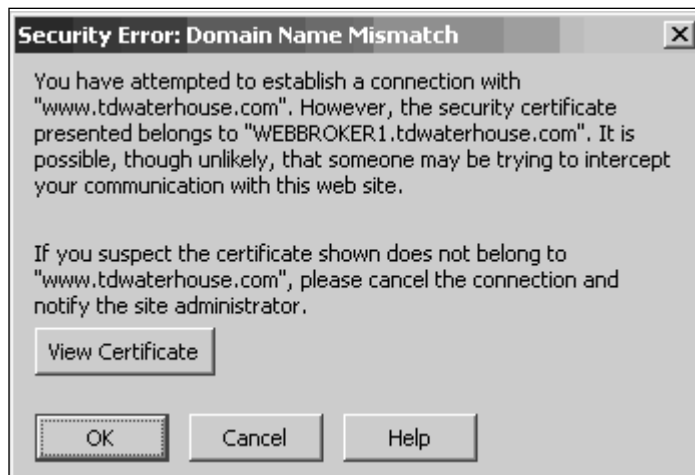 Security Error: Domain Name Mismatch
You have attempted to establish a connection with
"www.tdwaterhouse.com". However, the security certificate
presented belongs to "WEBBROKER1.tdwaterhouse.com". It is
possible, though unlikely, that someone may be trying to intercept
your communication with this web site.
If you suspect the certificate shown does not belong to
"www.tdwaterhouse.com", please cancel the connection and
notify the site administrator.
View Certificate
OK Cancel Help